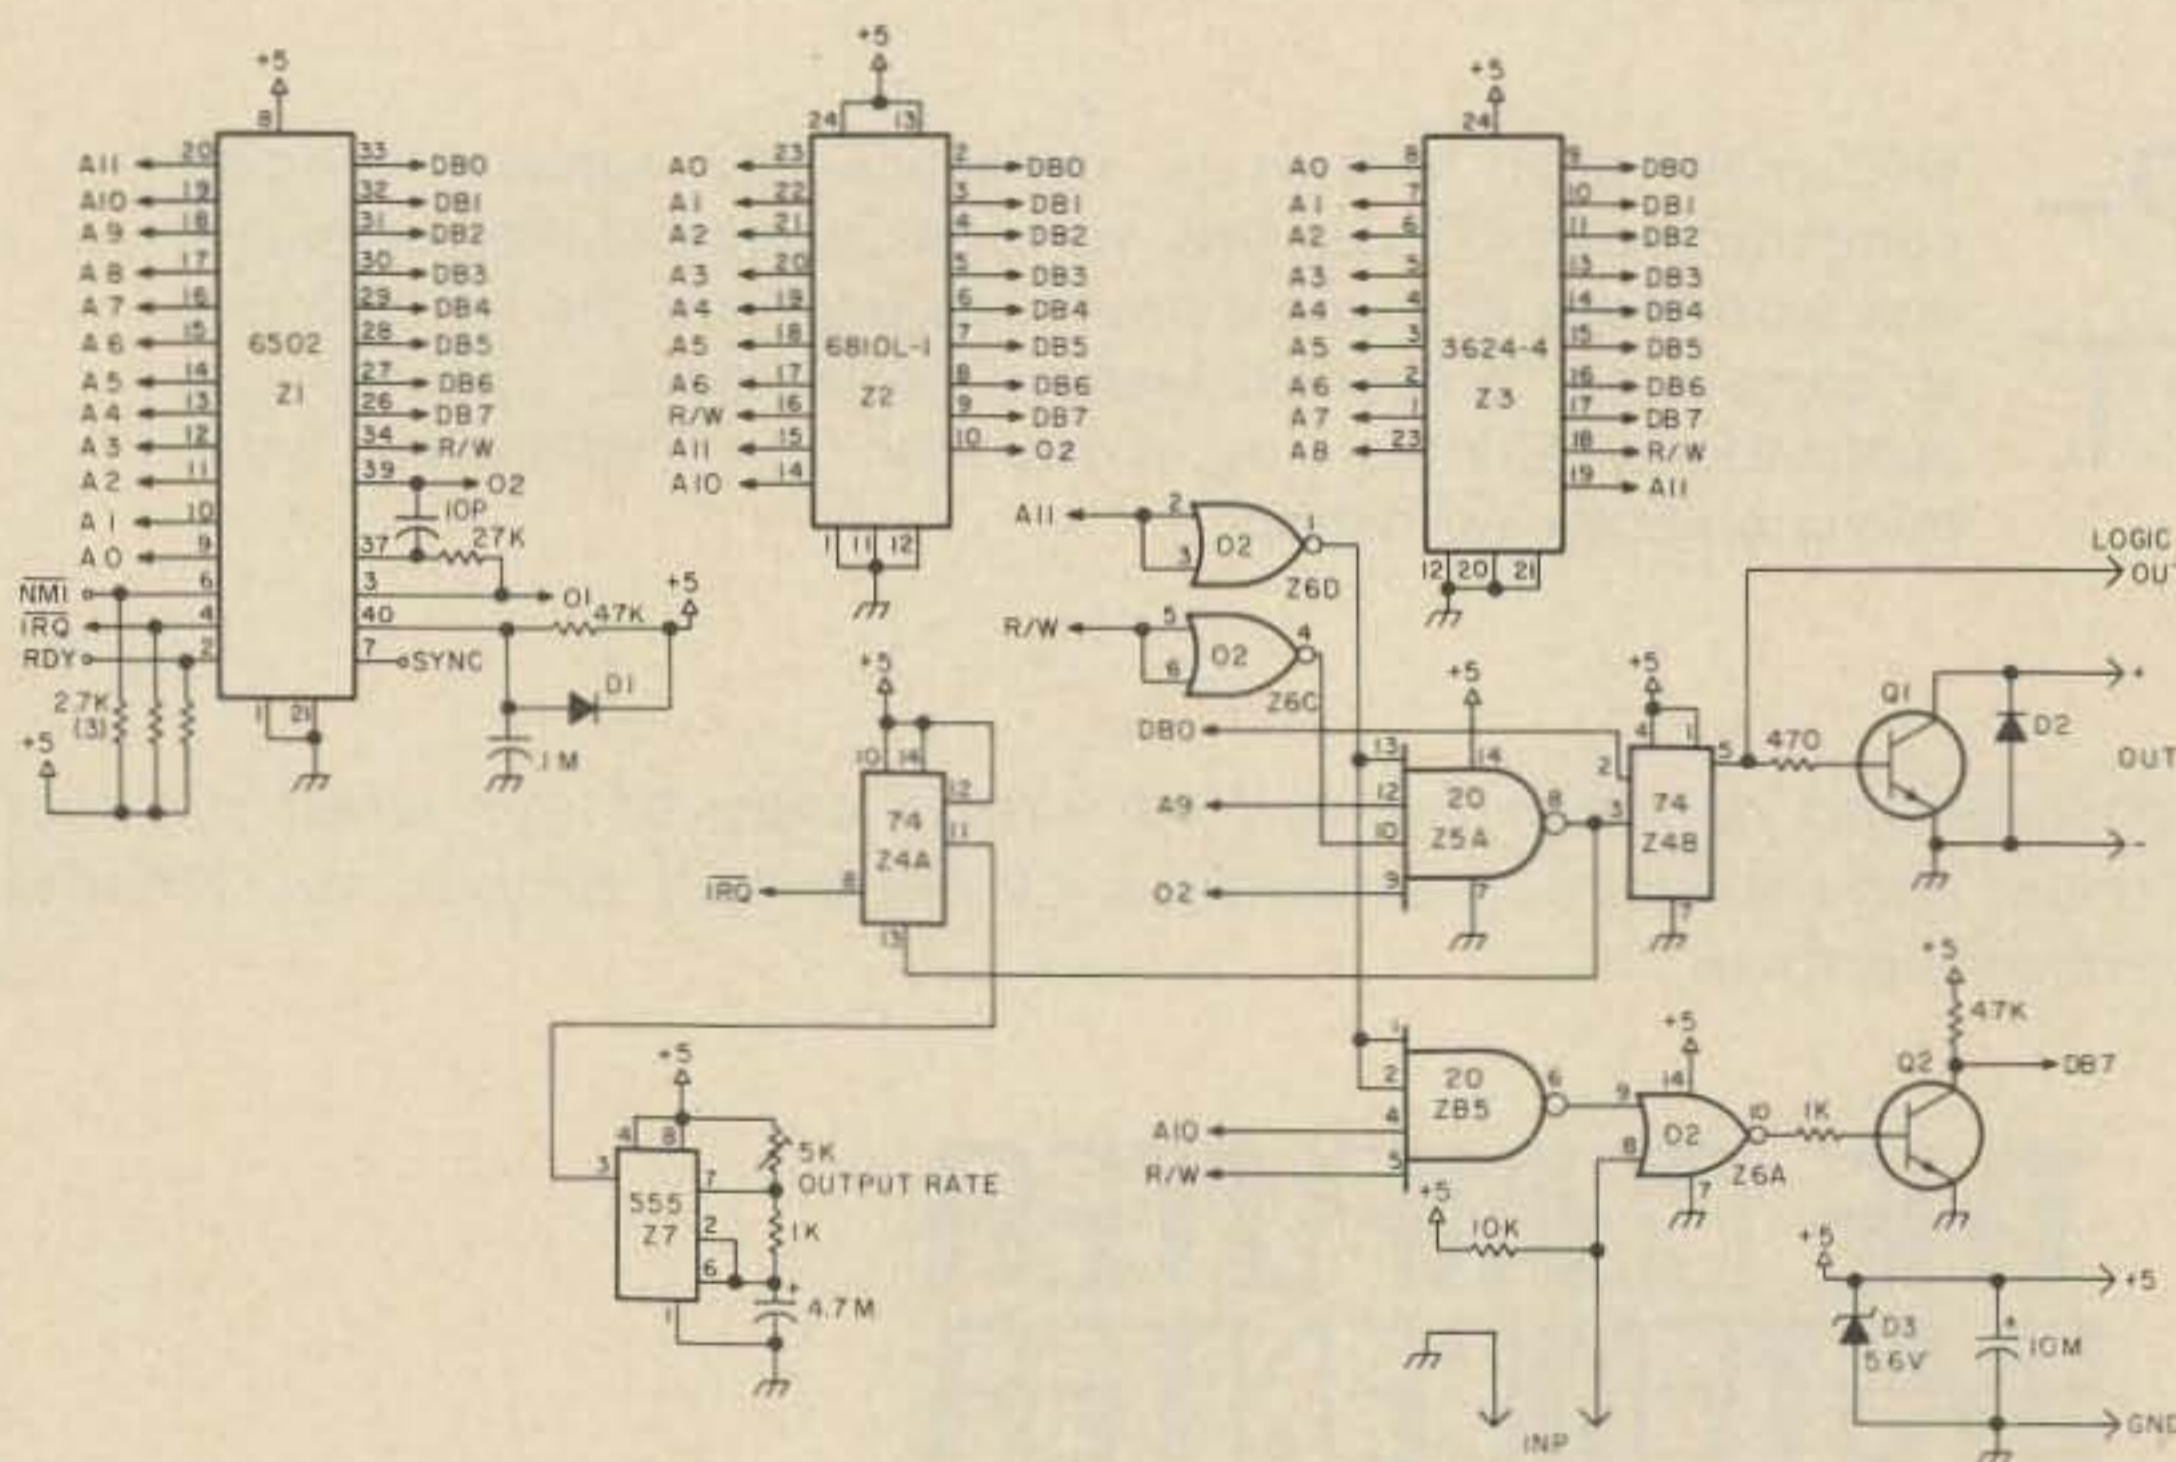 +5
8
20
A11
19
A10
18
A9
17
A8
16
A7
15
A6
14
A5
13
A4
12
A3
11
A2
10
A1
9
A0
6
NMI
4
IRQ
2
RDY
6502
Z1
33
DB0
32
DB1
31
DB2
30
DB3
29
DB4
28
DB5
27
DB6
26
DB7
34
R/W
39
O2
10P
37
27K
3
O1
40
47K
+5
7
SYNC
D1
.1M
1
21
2.7K
(3)
+5
+5
24
13
A0
23
A1
22
A2
21
A3
20
A4
19
A5
18
A6
17
R/W
16
A11
15
A10
14
6810L-1
Z2
2
DB0
3
DB1
4
DB2
5
DB3
6
DB4
7
DB5
8
DB6
9
DB7
10
O2
1
11
12
+5
24
A0
8
A1
7
A2
6
A3
5
A4
4
A5
3
A6
2
A7
1
A8
23
3624-4
Z3
9
DB0
10
DB1
11
DB2
13
DB3
14
DB4
15
DB5
16
DB6
17
DB7
18
R/W
19
A11
12
20
21
A11
2
3
O2
1
Z6D
R/W
5
6
O2
4
Z6C
DB0
A9
O2
13
12
10
9
+5
14
20
Z5A
8
7
+5
4
1
2
3
74
Z4B
5
7
LOGIC
OUT
470
Q1
D2
+
OUT
-
+5
10
14
12
11
74
Z4A
IRQ
8
13
+5
4
8
3
555
Z7
7
2
6
1
5K
OUTPUT RATE
1K
+
4.7M
1
2
4
5
A10
R/W
20
ZB5
6
9
8
+5
14
O2
10
Z6A
7
1K
Q2
+5
47K
DB7
+5
10K
INP
+5
D3
5.6V
+
10M
+5
GND